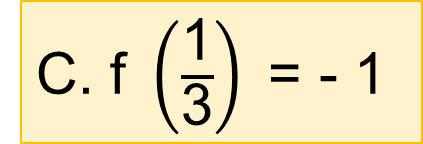 C. f (1/3) = - 1